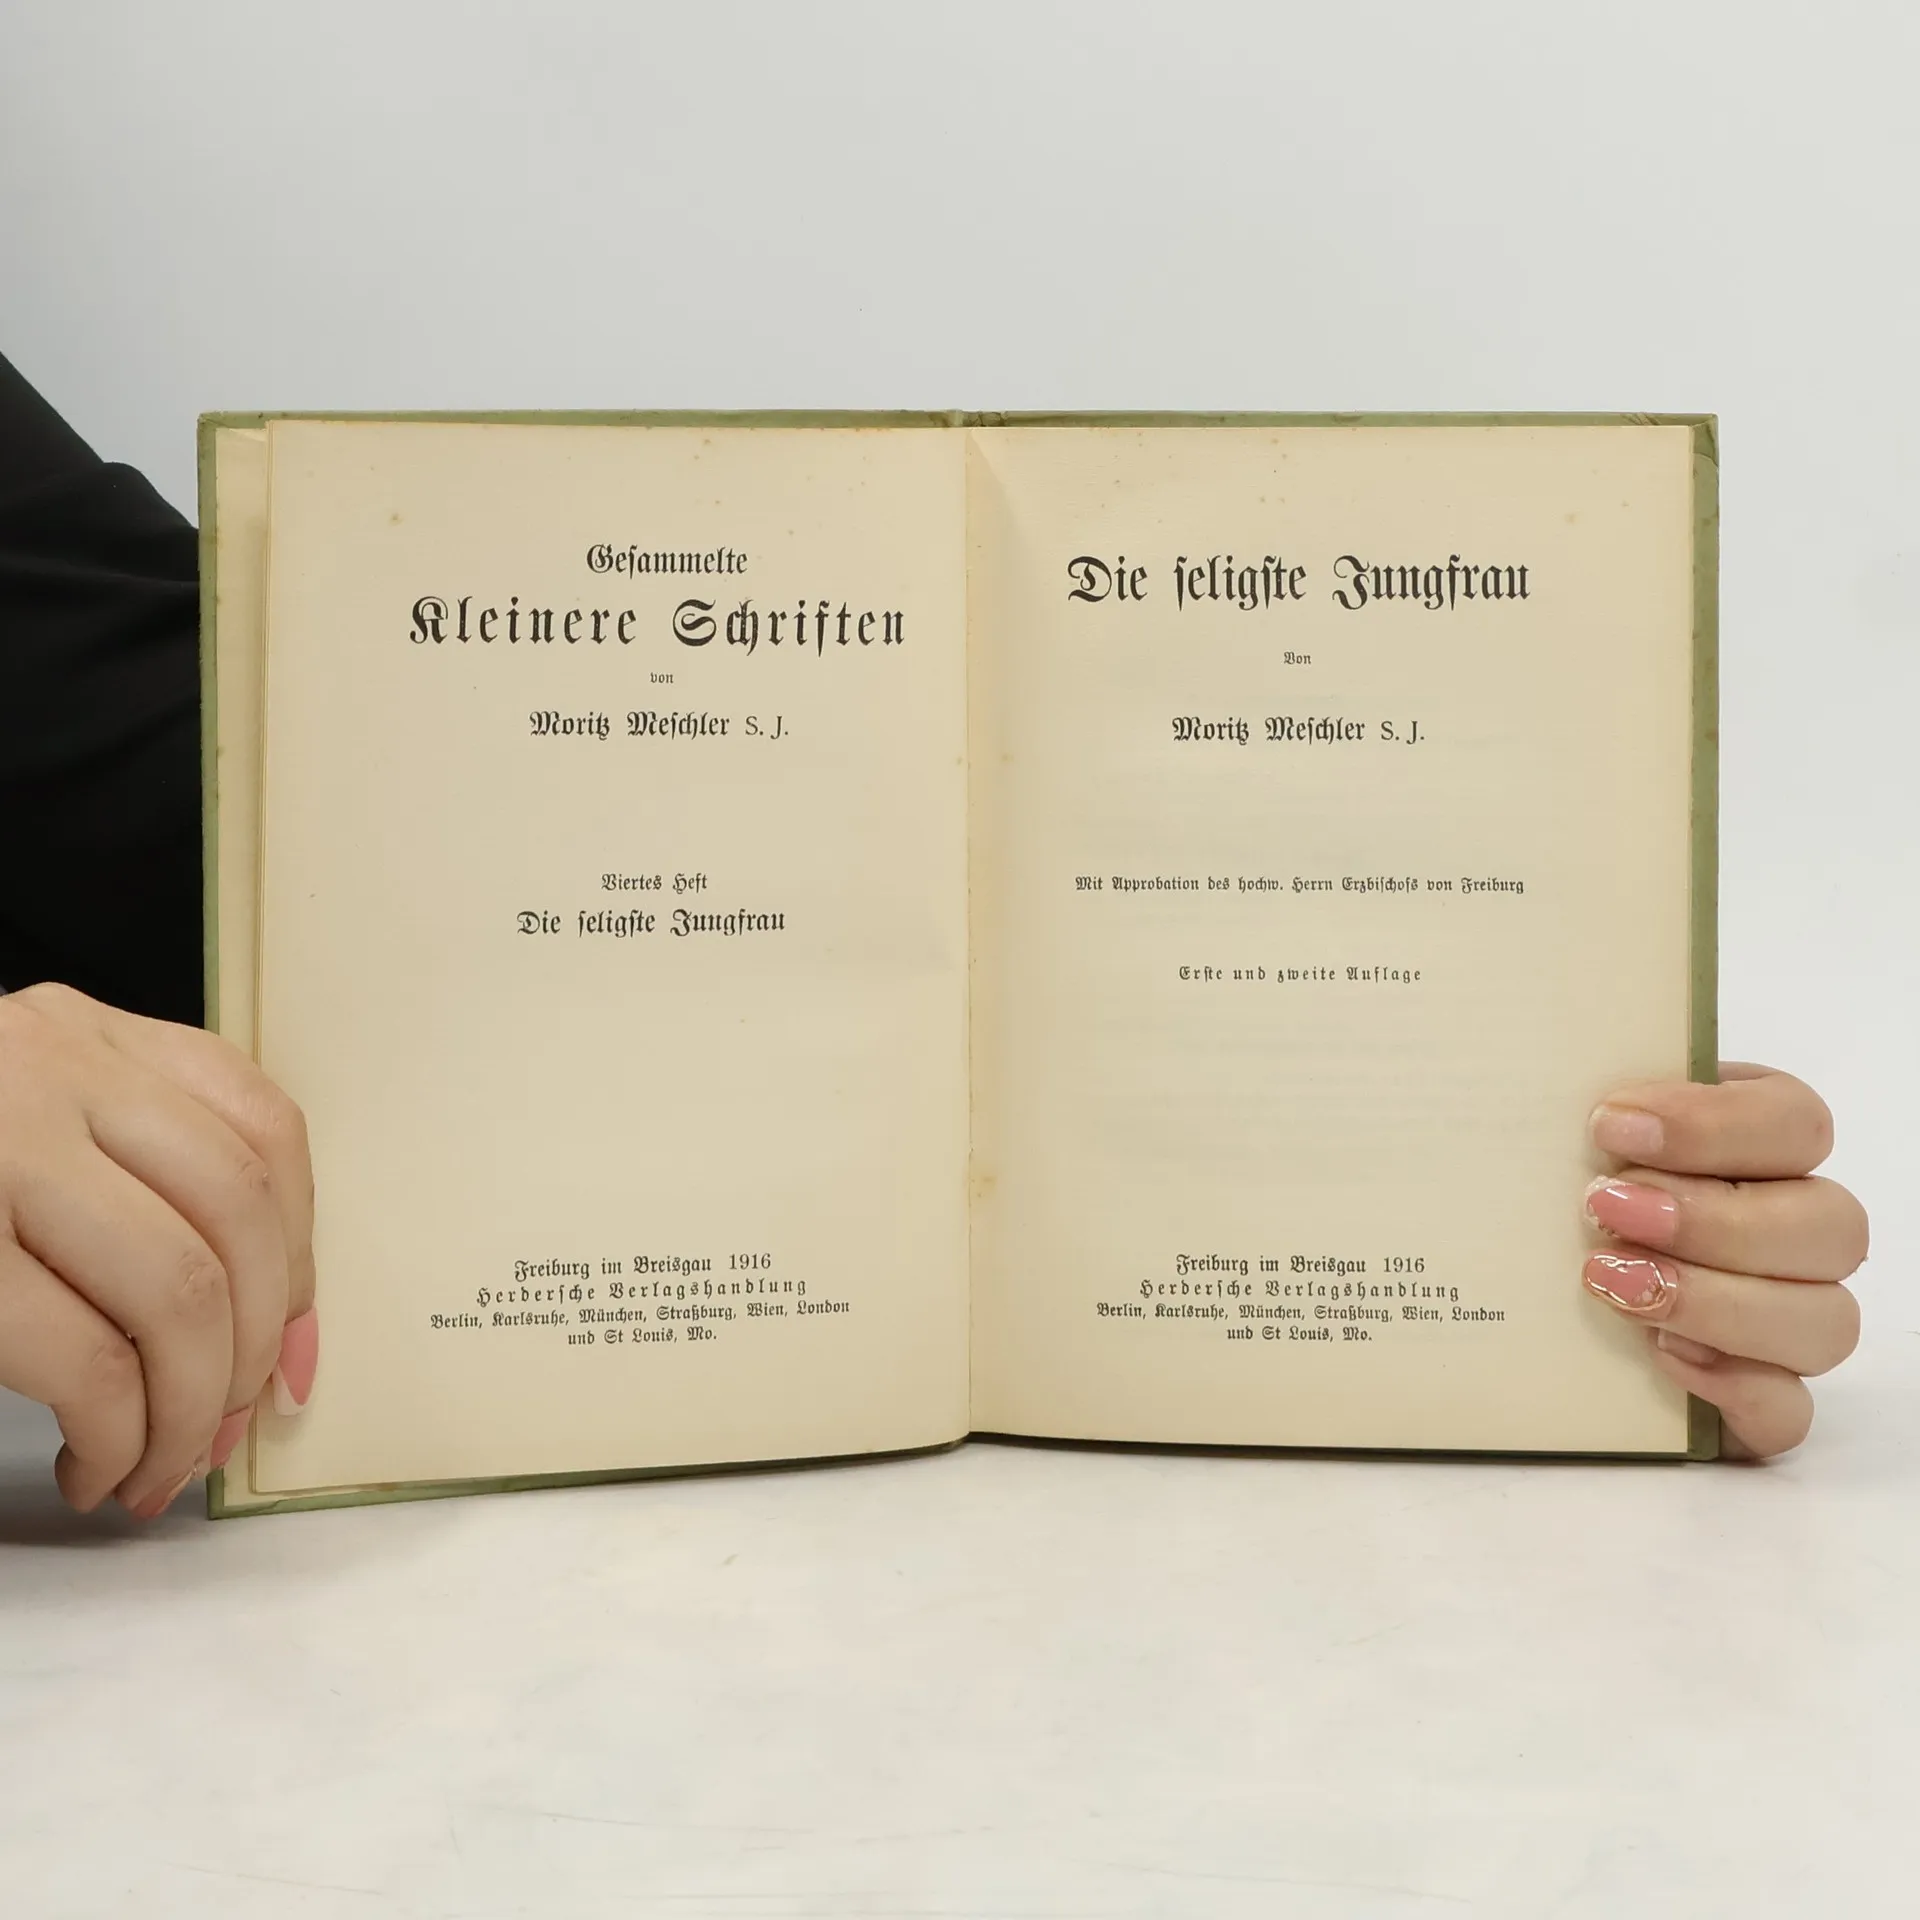 Gesammelte
Kleinere Schriften
von
Moritz Meschler S. J.
Viertes Heft
Die seligste Jungfrau
Freiburg im Breisgau 1916
Herdersche Verlagshandlung
Berlin, Karlsruhe, München, Straßburg, Wien, London
und St Louis, Mo.
Die seligste Jungfrau
Von
Moritz Meschler S. J.
Mit Approbation des hochw. Herrn Erzbischofs von Freiburg
Erste und zweite Auflage
Freiburg im Breisgau 1916
Herdersche Verlagshandlung
Berlin, Karlsruhe, München, Straßburg, Wien, London
und St Louis, Mo.